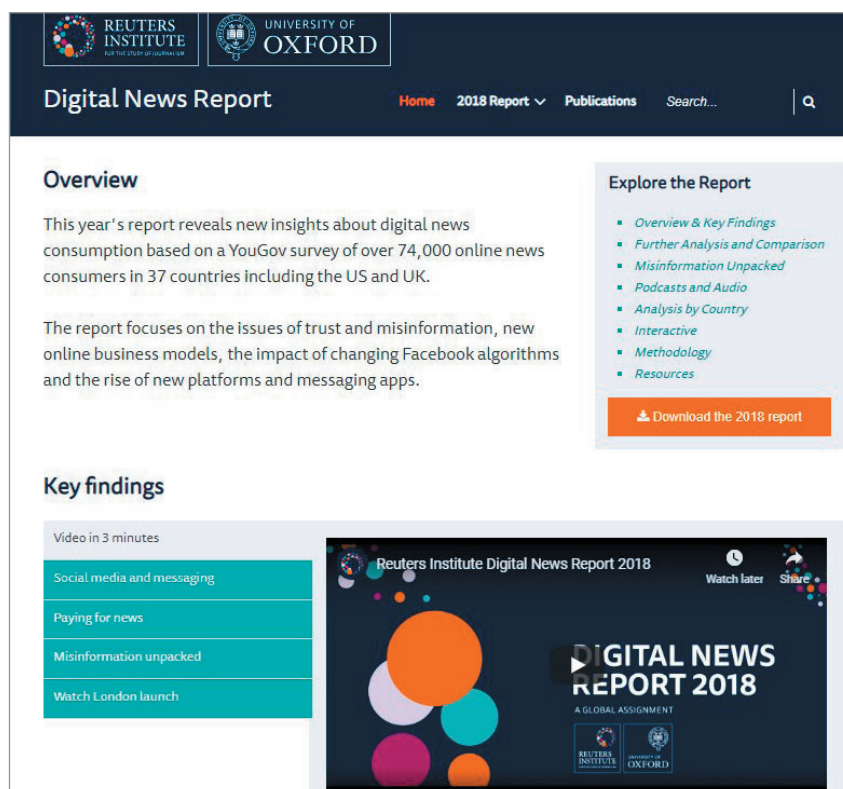 REUTERS
INSTITUTE
FOR THE STUDY OF JOURNALISM
UNIVERSITY OF
OXFORD
Digital News Report
Home
2018 Report
Publications
Search...
Overview
This year's report reveals new insights about digital news
consumption based on a YouGov survey of over 74,000 online news
consumers in 37 countries including the US and UK.
The report focuses on the issues of trust and misinformation, new
online business models, the impact of changing Facebook algorithms
and the rise of new platforms and messaging apps.
Explore the Report
Overview & Key Findings
Further Analysis and Comparison
Misinformation Unpacked
Podcasts and Audio
Analysis by Country
Interactive
Methodology
Resources
Download the 2018 report
Key findings
Video in 3 minutes
Social media and messaging
Paying for news
Misinformation unpacked
Watch London launch
Reuters Institute Digital News Report 2018
Watch later
Share
DIGITAL NEWS
REPORT 2018
A GLOBAL ASSIGNMENT
REUTERS
INSTITUTE
UNIVERSITY OF
OXFORD